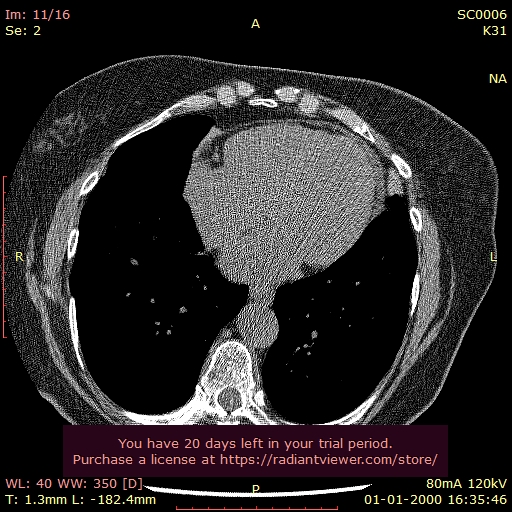 Im: 11/16
Se: 2
A
SC0006
K31
NA
R
L
You have 20 days left in your trial period.
Purchase a license at https://radiantviewer.com/store/
WL: 40 WW: 350 [D]
T: 1.3mm L: -182.4mm
P
80mA 120kV
01-01-2000 16:35:46